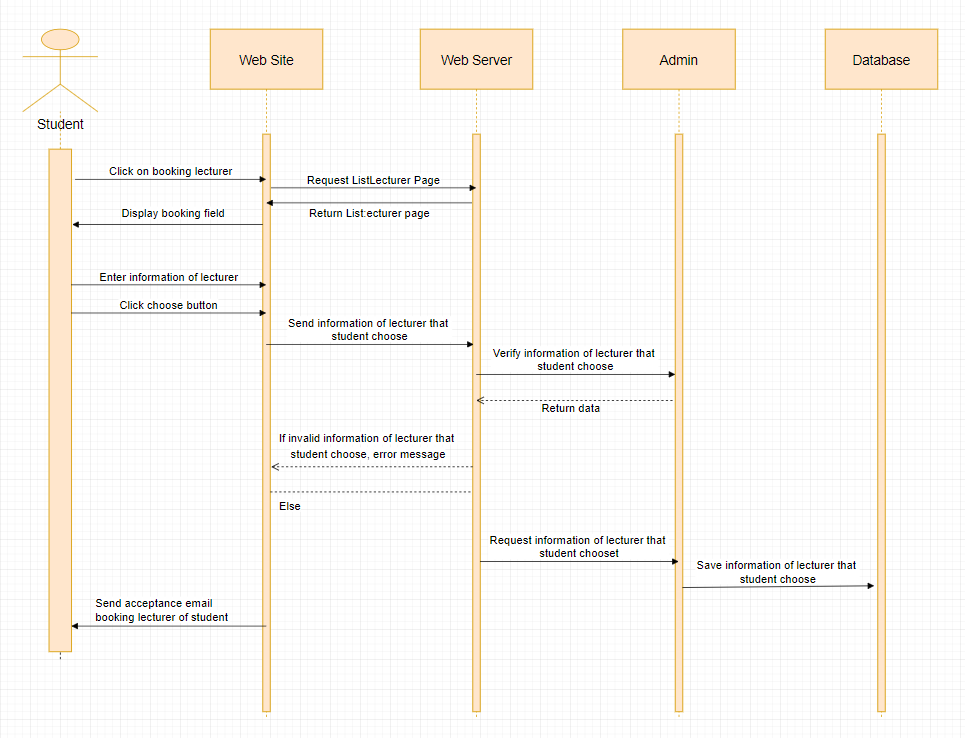 Web Site
Web Server
Admin
Database
Student
Click on booking lecturer
Request ListLecturer Page
Display booking field
Return List:ecturer page
Enter information of lecturer
Click choose button
Send information of lecturer that
student choose
Verify information of lecturer that
student choose
Return data
If invalid information of lecturer that
student choose, error message
Else
Request information of lecturer that
student chooset
Save information of lecturer that
student choose
Send acceptance email
booking lecturer of student